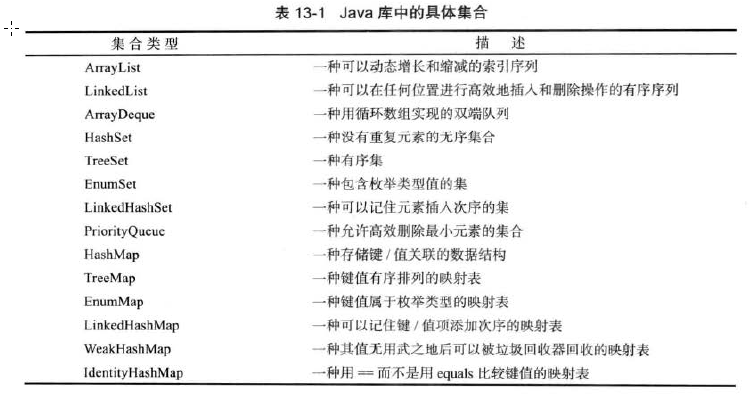 表 13-1 Java 库中的具体集合
集合类型 描 述
ArrayList 一种可以动态增长和缩减的索引序列
LinkedList 一种可以在任何位置进行高效地插入和删除操作的有序序列
ArrayDeque 一种用循环数组实现的双端队列
HashSet 一种没有重复元素的无序集合
TreeSet 一种有序集
EnumSet 一种包含枚举类型值的集
LinkedHashSet 一种可以记住元素插入次序的集
PriorityQueue 一种允许高效删除最小元素的集合
HashMap 一种存储键/值关联的数据结构
TreeMap 一种键值有序排列的映射表
EnumMap 一种键值属于枚举类型的映射表
LinkedHashMap 一种可以记住键/值项添加次序的映射表
WeakHashMap 一种其值无用武之地后可以被垃圾回收器回收的映射表
IdentityHashMap 一种用 == 而不是用 equals 比较键值的映射表